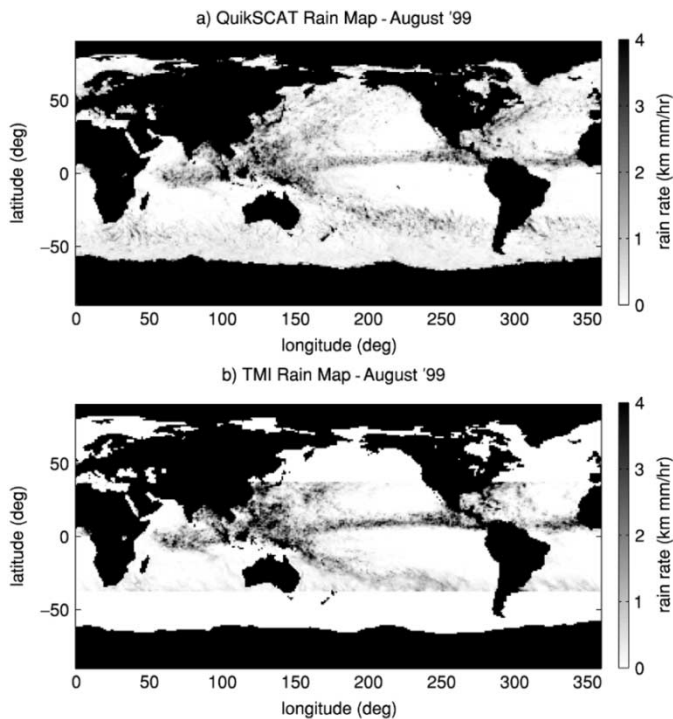 a) QuikSCAT Rain Map - August '99
50
0
−50
latitude (deg)
0 50 100 150 200 250 300 350
longitude (deg)
4
3
2
1
0
rain rate (km mm/hr)
b) TMI Rain Map - August '99
50
0
−50
latitude (deg)
0 50 100 150 200 250 300 350
longitude (deg)
4
3
2
1
0
rain rate (km mm/hr)